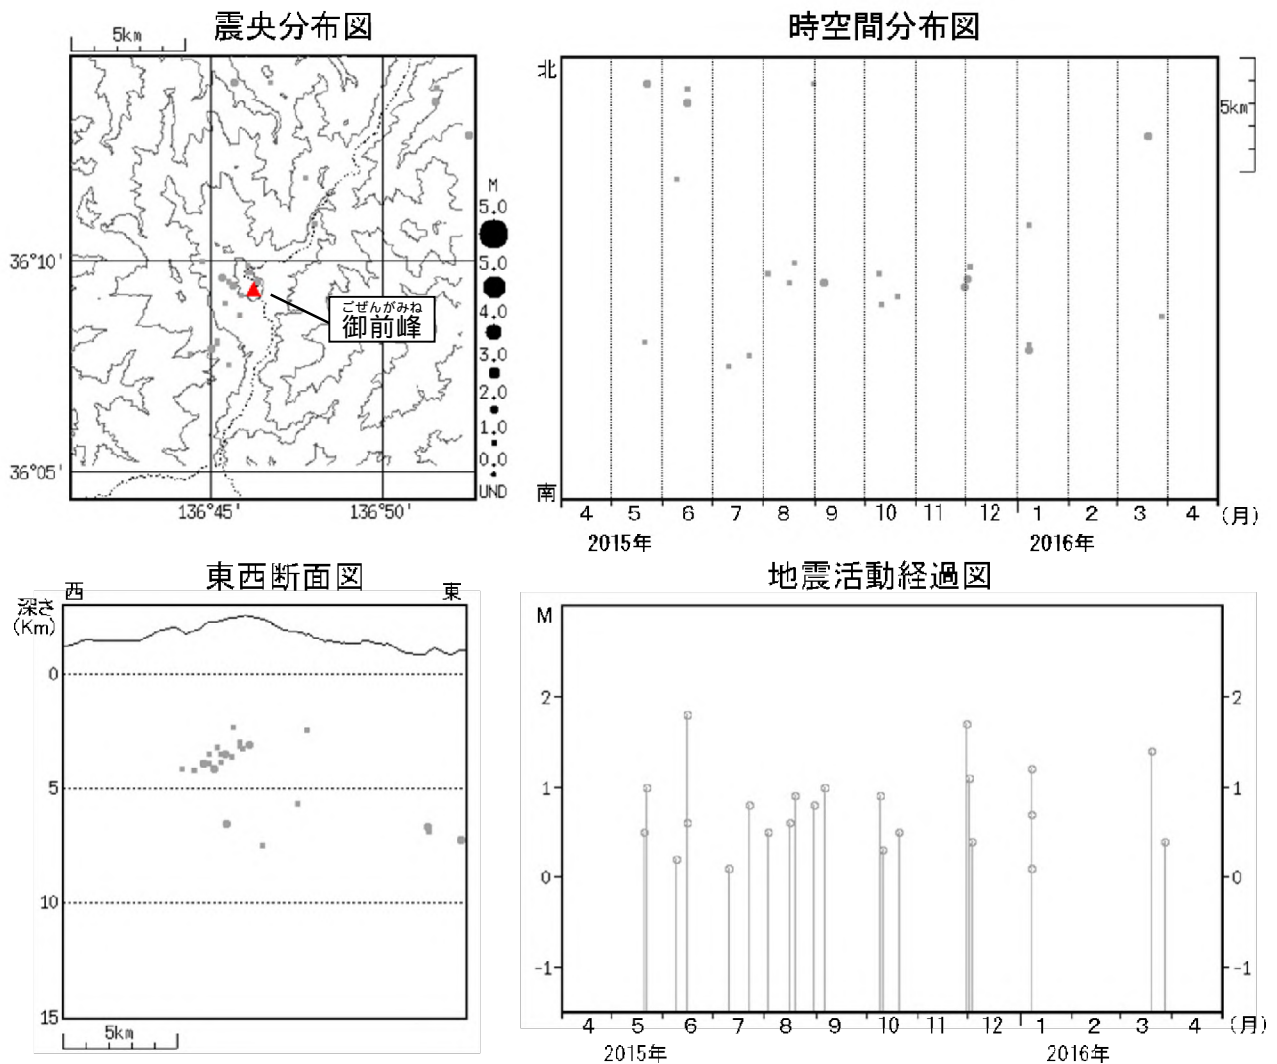 震央分布図
5km
36°10'
36°05'
136°45'
136°50'
ごぜんがみね
御前峰
M
5.0
5.0
4.0
3.0
2.0
1.0
0.0
UND
時空間分布図
北
南
5km
4 5 6 7 8 9 10 11 12 1 2 3 4 (月)
2015年 2016年
東西断面図
西 東
深さ
(Km)
0
5
10
15
5km
地震活動経過図
M
2 2
1 1
0 0
-1 -1
4 5 6 7 8 9 10 11 12 1 2 3 4 (月)
2015年 2016年